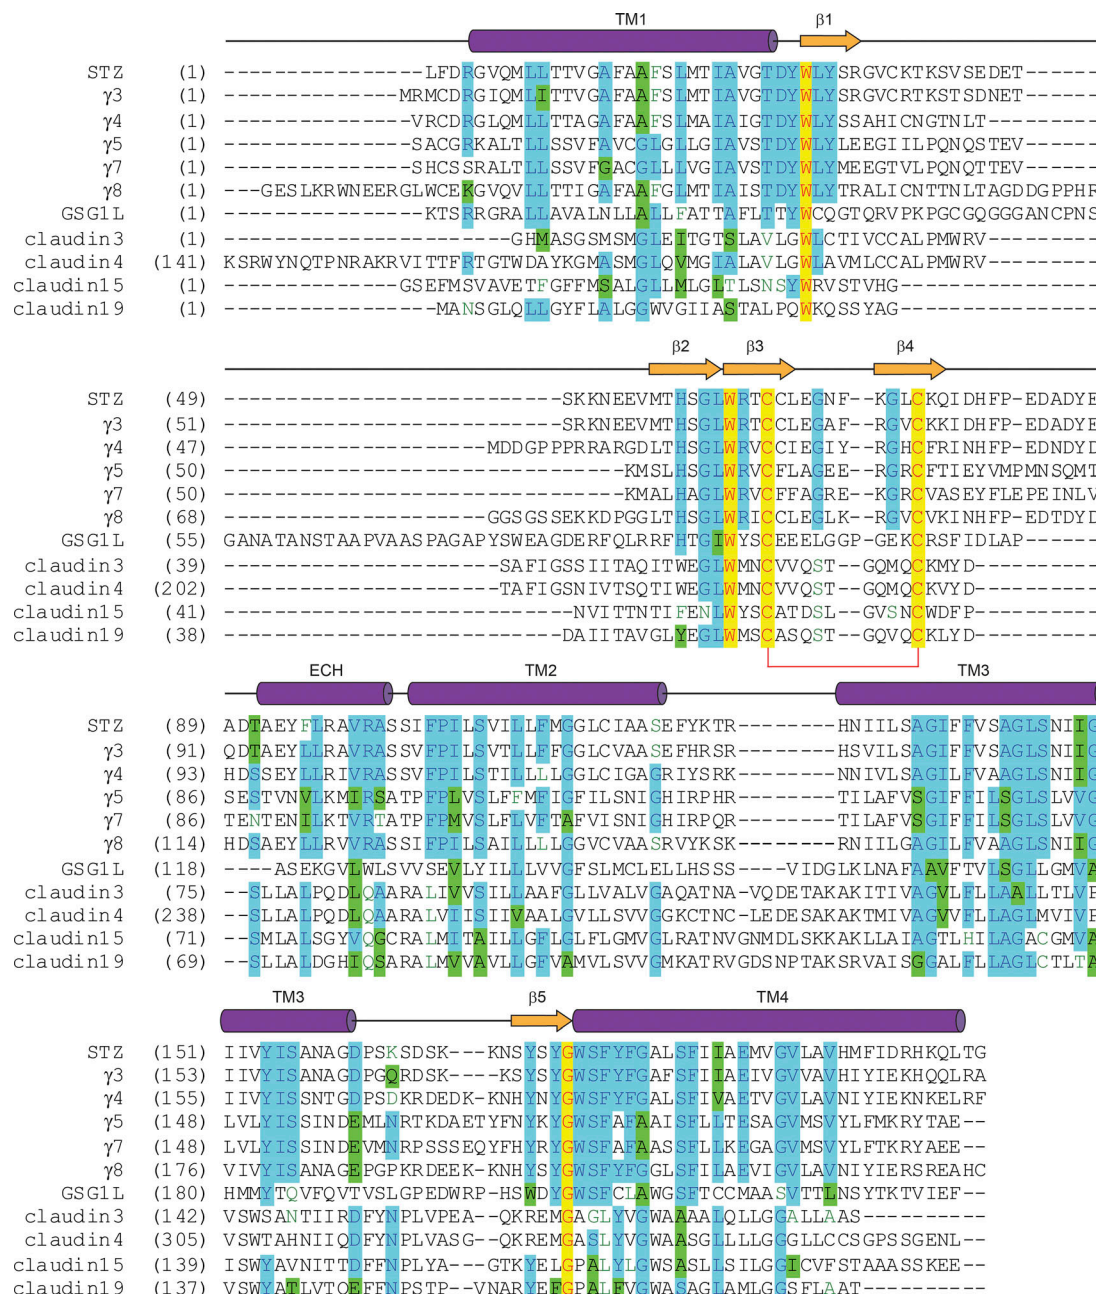 TM1 β1
STZ (1) ----------------LFDRGVQMLLTTVGAFAAFSLMTIAVGTDYWLYSRGVCKTKSVSEDET------
γ3 (1) --------------MRMCDRGIQMLITTVGAFAAFSLMTIAVGTDYWLYSRGVCRTKSTSDNET------
γ4 (1) ---------------VRCDRGLQMLLTTAGAFAAFSLMAIAIGTDYWLYSSAHICNGTNLT---------
γ5 (1) ---------------SACGRKALTLLSSVFAVCGLGLLGIAVSTDYWLYLEEGIILPQNQSTEV------
γ7 (1) ---------------SHCSSRALTLLSSVFGACGLLLVGIAVSTDYWLYMEEGTVLPQNQTTEV------
γ8 (1) ---GESLKRWNEERGLWCEKGVQVLLTTIGAFAAFGLMTIAISTDYWLYTRALICNTTNLTAGDDGPPHR
GSG1L (1) ----------------KTSRRGRALLAVALNLLALLFATTAFLTTYWCQGTQRVPKPGCGQGGGANCPNS
claudin3 (1) -----------------------GHMASGSMSMGLEITGTSLAVLGWLCTIVCCALPMWRV---------
claudin4 (141) KSRWYNQTPNRAKRVITTFRTGTWDAYKGMASMGLQVMGIALAVLGWLAVMLCCALPMWRV---------
claudin15 (1) --------------GSEFMSVAVETFGFFMSALGLLMLGLTLSNSYWRVSTVHG----------------
claudin19 (1) -----------------MANSGLQLLGYFLALGGWVGIIASTALPQWKQSSYAG----------------
β2 β3 β4
STZ (49) ---------------------------SKKNEEVMTHSGLWRTCCLEGNF--KGLCKQIDHFP-EDADYE
γ3 (51) ---------------------------SRKNEEVMTHSGLWRTCCLEGAF--RGVCKKIDHFP-EDADYE
γ4 (47) ---------------------MDDGPPPRRARGDLTHSGLWRVCCIEGIY--RGHCFRINHFP-EDNDYD
γ5 (50) --------------------------------KMSLHSGLWRVCFLAGEE--RGRCFTIEYVMPMNSQMT
γ7 (50) --------------------------------KMALHAGLWRVCFFAGRE--KGRCVASEYFLEPEINLV
γ8 (68) ---------------------GGSGSSEKKDPGGLTHSGLWRICCLEGLK--RGVCVKINHFP-EDTDYD
GSG1L (55) GANATANSTAAPVAASPAGAPYSWEAGDERFQLRRFHTGIWYSCEEELGGP-GEKCRSFIDLAP------
claudin3 (39) ----------------------SAFIGSSIITAQITWEGLWMNCVVQST--GQMQCKMYD----------
claudin4 (202) ----------------------TAFIGSNIVTSQTIWEGLWMNCVVQST--GQMQCKMYD----------
claudin15 (41) ----------------------------NVITTNTIFENLWYSCATDSL--GVSNCWDFP----------
claudin19 (38) ---------------------------DAIITAVGLYEGLWMSCASQST--GQVQCKLYD----------
ECH TM2 TM3
STZ (89) ADTAEYFLRAVRASSIFPILSVILLFMGGLCIAASEFYKTR--------HNIILSAGIFFVSAGLSNIIG
γ3 (91) QDTAEYLLRAVRASSVFPILSVTLLFFGGLCVAASEFHRSR--------HSVILSAGIFFVSAGLSNIIG
γ4 (93) HDSSEYLLRIVRASSVFPILSTILLLLGGLCIGAGRIYSRK--------NNIVLSAGILFVAAGLSNIIG
γ5 (86) SESTVNVLKMIRSATPFPLVSLFFMFIGFILSNIGHIRPHR--------TILAFVSGIFFILSGLSLVVG
γ7 (86) TENTENILKTVRTATPFPMVSLFLVFTAFVISNIGHIRPQR--------TILAFVSGIFFILSGLSLVVG
γ8 (114) HDSAEYLLRVVRASSIFPILSAILLLLGGVCVAASRVYKSK--------RNIILGAGILFVAAGLSNIIG
GSG1L (118) ----ASEKGVLWLSVVSEVLYIILLVVGFSLMCLELLHSSS------VIDGLKLNAFAAVFTVLSGLLGMVA
claudin3 (75) --SLLALPQDLQAARALIVVSILLAAFGLLVALVGAQATNA-VQDETAKAKITIVAGVLFLLAALLTLVP
claudin4 (238) --SLLALPQDLQAARALVIISIIVAALGVLLSVVGGKCTNC-LEDESAKAKTMIVAGVVFLLAGLMVIVP
claudin15 (71) --SMLALSGYVQGCRALMITAILLGFLGLFLGMVGLRATNVGNMDLSKKAKLLAIAGTLHILAGACGMVA
claudin19 (69) --SLLALDGHIQSARALMVVAVLLGFVAMVLSVVGMKATRVGDSNPTAKSRVAISGGALFLLAGLCTLTA
TM3 β5 TM4
STZ (151) IIVYISANAGDPSKSDSK---KNSYSYGWSFYFGALSFIIAEMVGVLAVHMFIDRHKQLTG
γ3 (153) IIVYISANAGDPGQRDSK---KSYSYGWSFYFGAFSFIIAEIVGVVAVHIYIEKHQQLRA
γ4 (155) IIVYISSNTGDPSDKRDEDK-KNHYNYGWSFYFGALSFIVAETVGVLAVNIYIEKNKELRF
γ5 (148) LVLYISSINDEMLNRTKDAETYFNYKYGWSFAFAAISFLLTESAGVMSVYLFMKRYTAE--
γ7 (148) LVLYISSINDEVMNRPSSSEQYFHYRYGWSFAFAASSFLLKEGAGVMSVYLFTKRYAEE--
γ8 (176) VIVYISANAGEPGPKRDEEK-KNHYSYGWSFYFGGLSFILAEVIGVLAVNIYIERSREAHC
GSG1L (180) HMMYTQVFQVTVSLGPEDWRP-HSWDYGWSFCLAWGSFTCCMAASVTTLNSYTKTVIEF--
claudin3 (142) VSWSANTIIRDFYNPLVPEA--QKREMGAGLYVGWAAAALQLLGGALLAAS----------
claudin4 (305) VSWTAHNIIQDFYNPLVASG--QKREMGASLYVGWAASGLLLLGGGLLCCSGPSSGENL--
claudin15 (139) ISWYAVNITTDFFNPLYA---GTKYELGPALYLGWSASLLSILGGICVFSTAAASSKEE--
claudin19 (137) VSWYATLVTQEFFNPSTP--VNARYEFGPALFVGWASAGLAMLGGSFLAAT----------